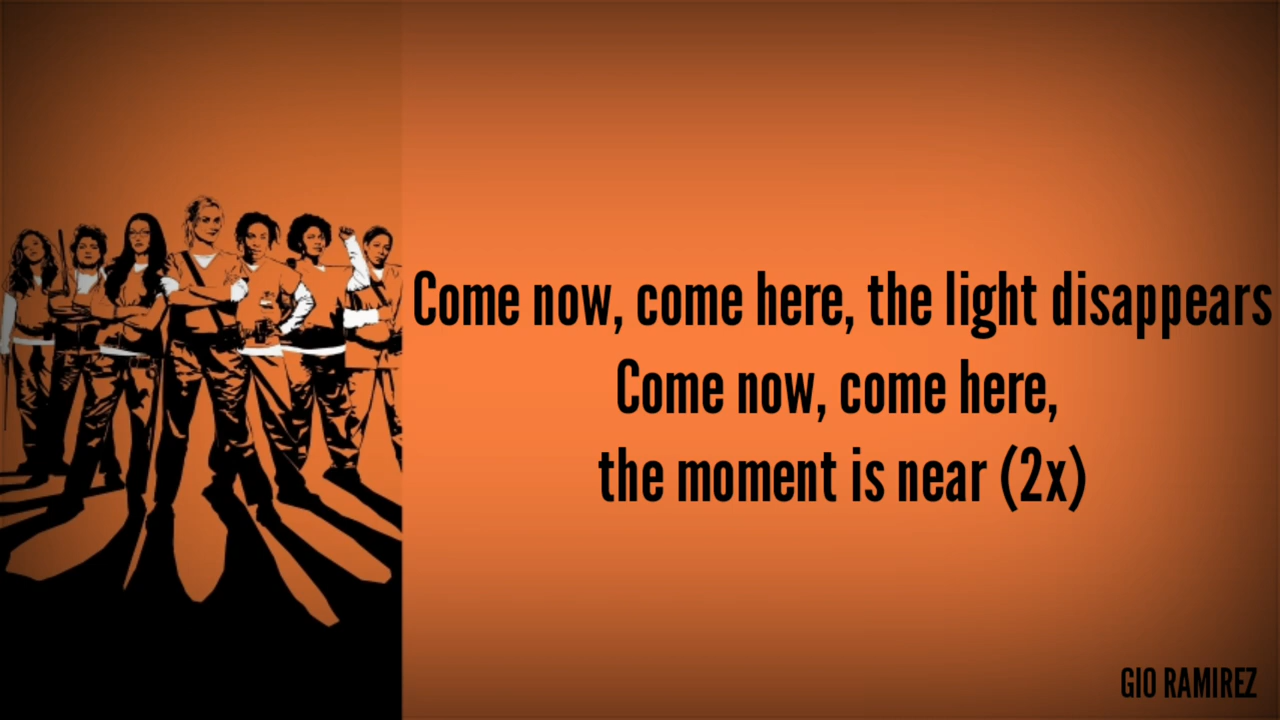 Come now, come here, the light disappears
Come now, come here,
the moment is near (2x)
GIO RAMIREZ